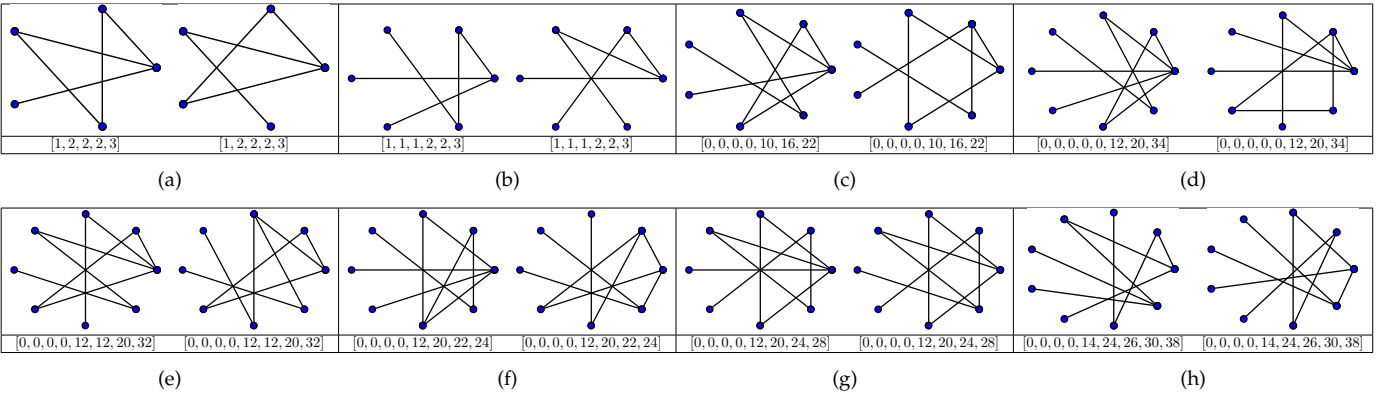 [1, 2, 2, 2, 3] [1, 2, 2, 2, 3] [1, 1, 1, 2, 2, 3] [1, 1, 1, 2, 2, 3] [0, 0, 0, 0, 10, 16, 22] [0, 0, 0, 0, 10, 16, 22] [0, 0, 0, 0, 0, 12, 20, 34] [0, 0, 0, 0, 0, 12, 20, 34]
(a) (b) (c) (d)
[0, 0, 0, 0, 12, 12, 20, 32] [0, 0, 0, 0, 12, 12, 20, 32] [0, 0, 0, 0, 12, 20, 22, 24] [0, 0, 0, 0, 12, 20, 22, 24] [0, 0, 0, 0, 12, 20, 24, 28] [0, 0, 0, 0, 12, 20, 24, 28] [0, 0, 0, 0, 14, 24, 26, 30, 38] [0, 0, 0, 0, 14, 24, 26, 30, 38]
(e) (f) (g) (h)